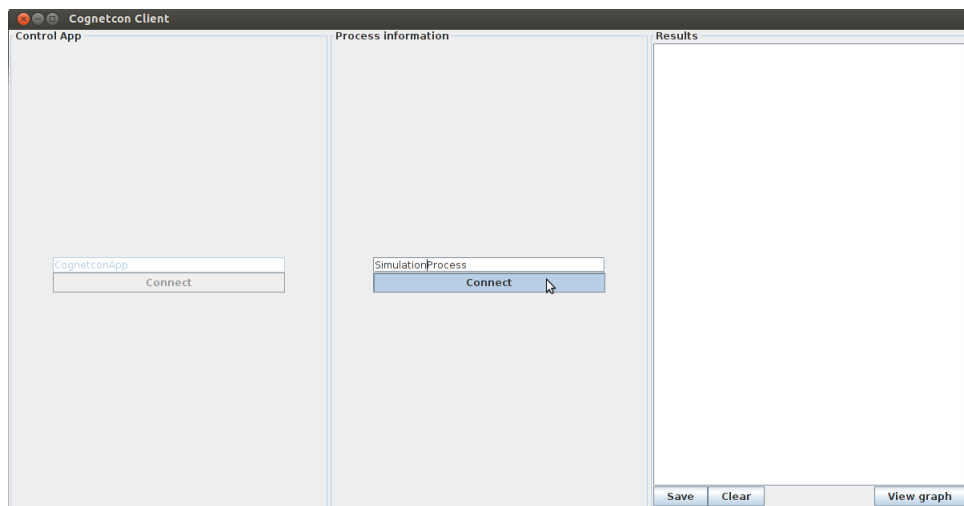 Cognetcon Client
Control App
Process information
Results
CognetconApp
Connect
SimulationProcess
Connect
Save
Clear
View graph